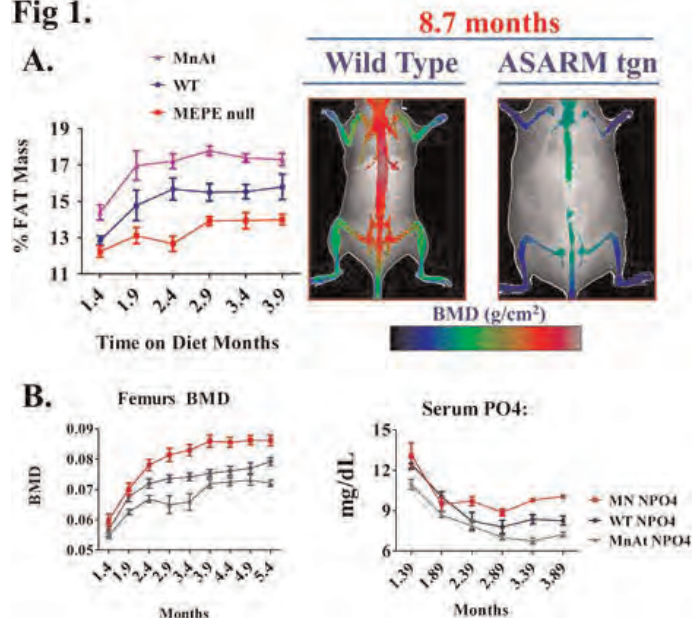 Fig 1.
8.7 months
A.
Wild Type
ASARM tgn
MnAt
WT
MEPE null
% FAT Mass
19
17
15
13
11
1.4
1.9
2.4
2.9
3.4
3.9
Time on Diet Months
BMD (g/cm²)
B.
Femurs BMD
BMD
0.09
0.08
0.07
0.06
0.05
1.4
1.9
2.4
2.9
3.4
3.9
4.4
4.9
5.4
Months
Serum PO4:
mg/dL
15
12
9
6
1.39
1.89
2.39
2.89
3.39
3.89
Months
MN NPO4
WT NPO4
MnAt NPO4